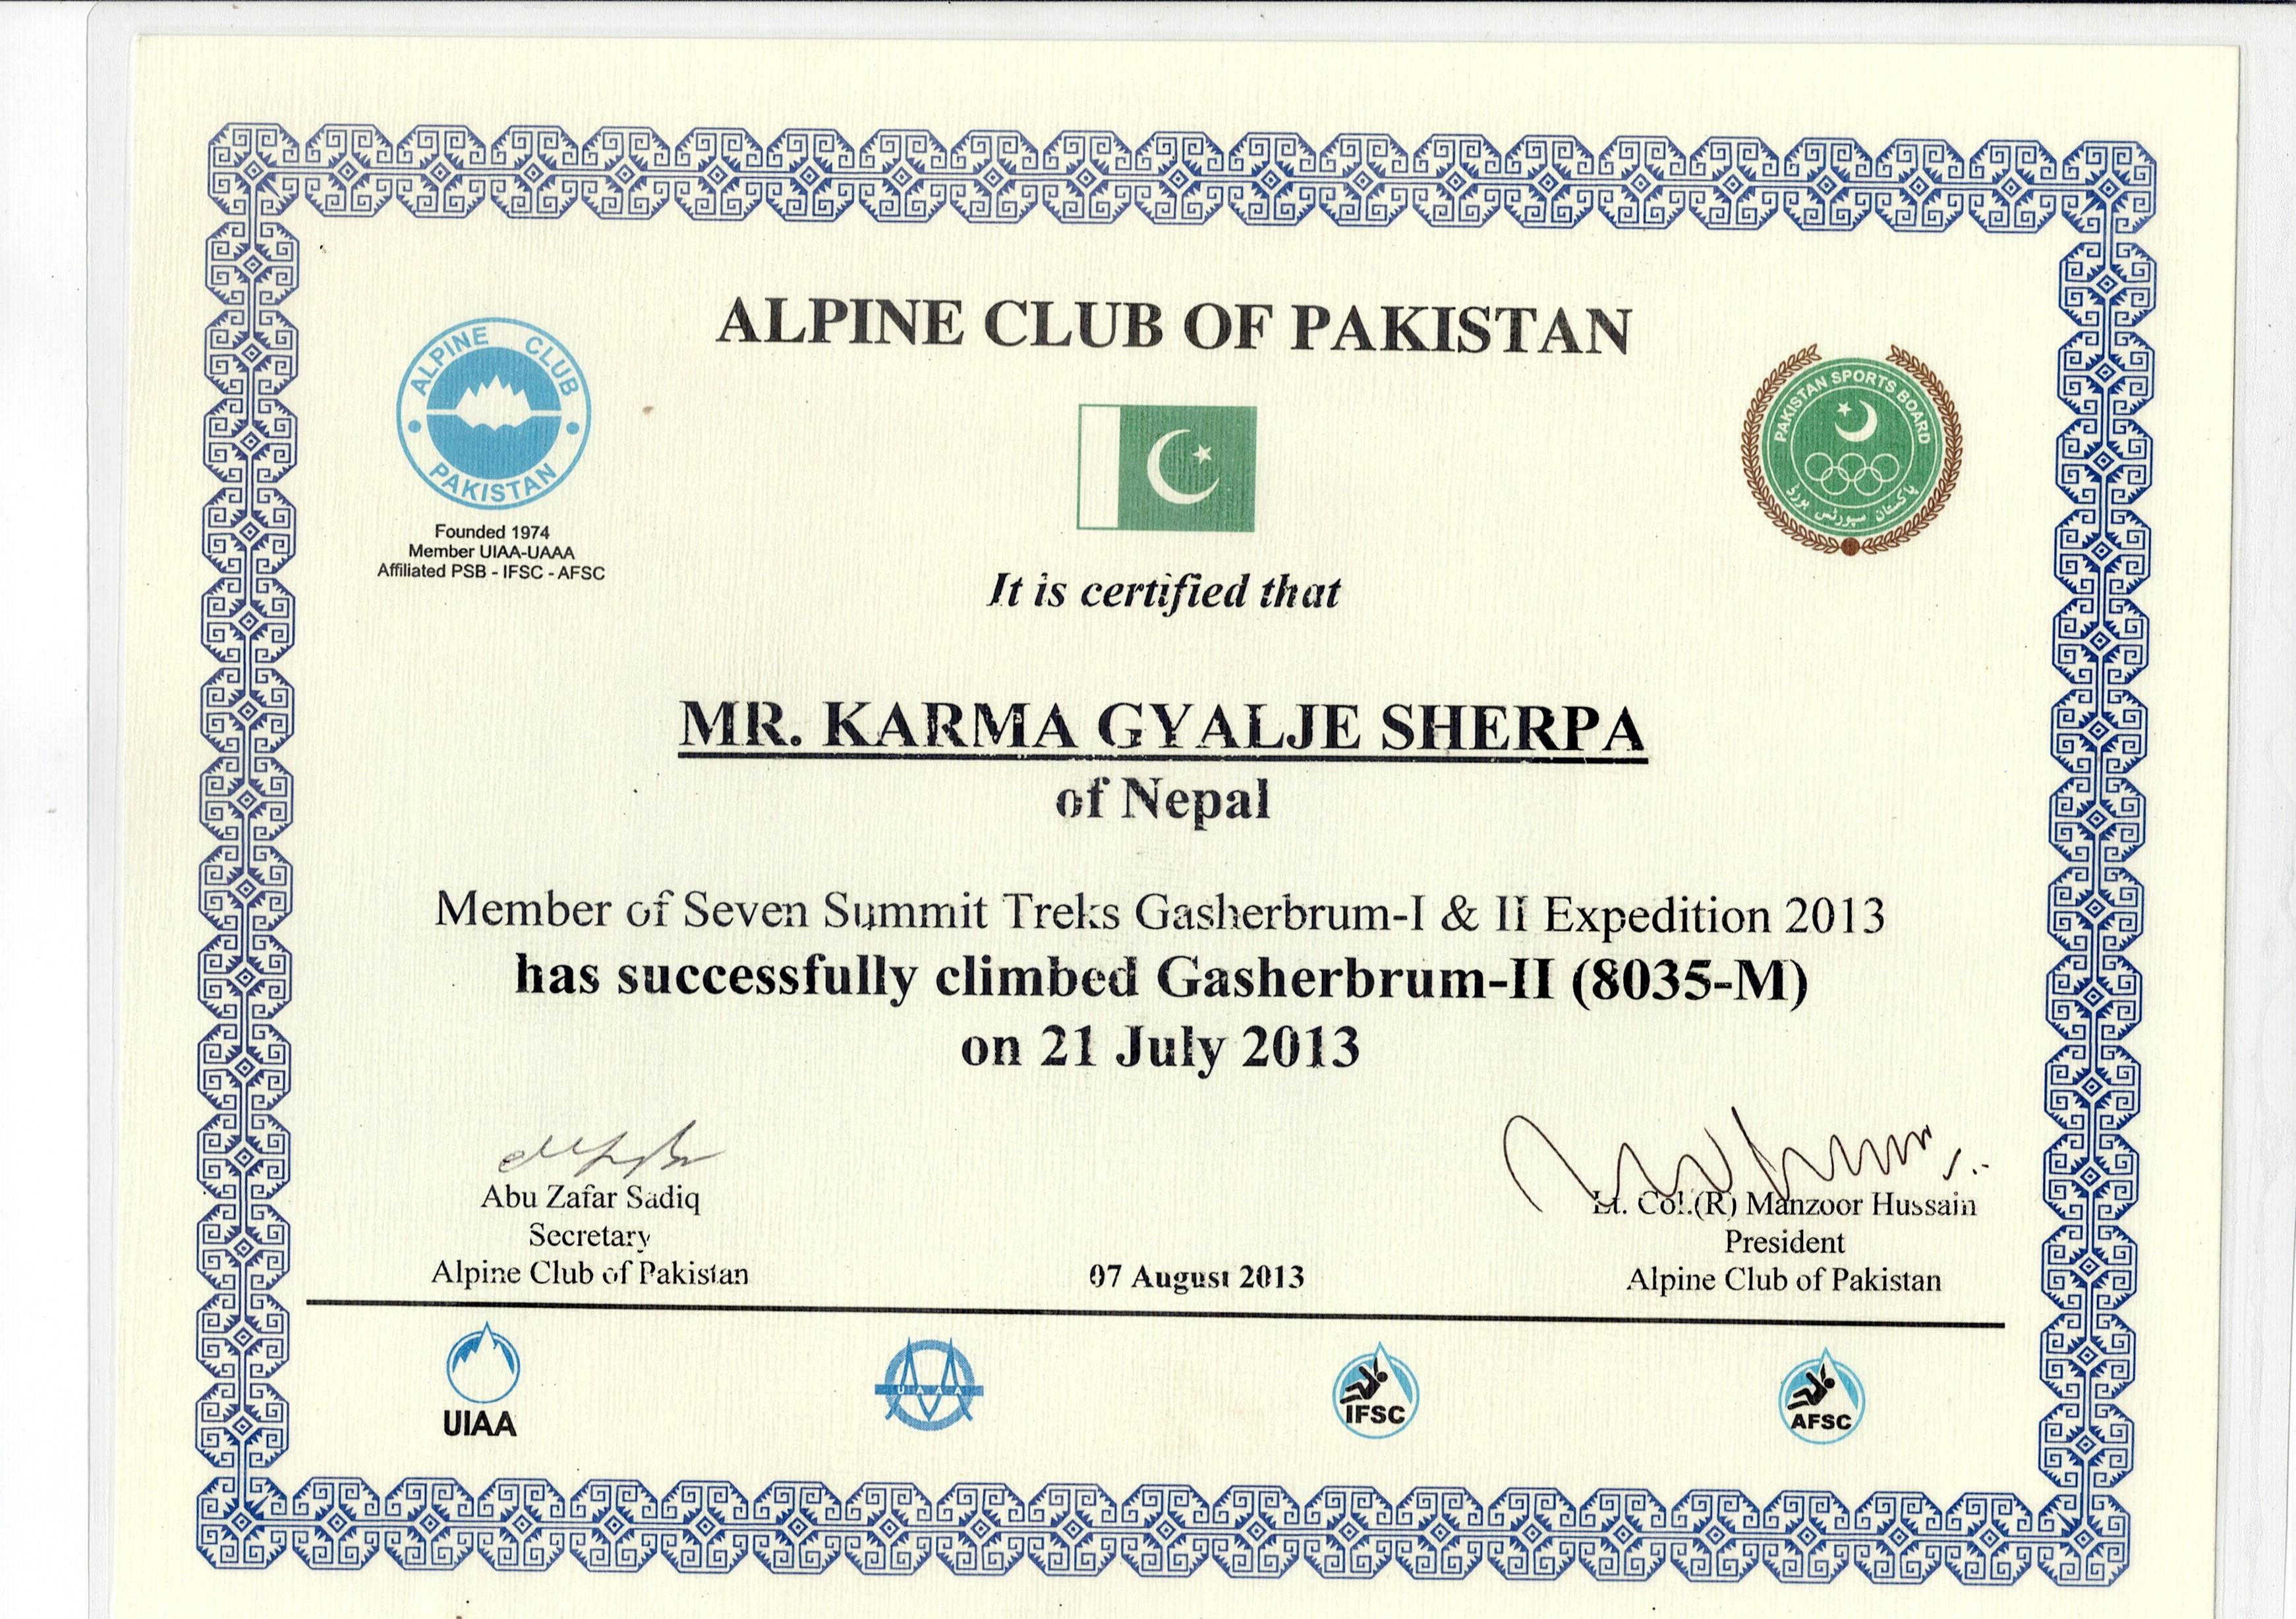 ALPINE CLUB OF PAKISTAN
ALPINE CLUB
PAKISTAN
Founded 1974
Member UIAA-UAAA
Affiliated PSB - IFSC - AFSC
PAKISTAN SPORTS BOARD
پاکستان سپورٹس بورڈ
It is certified that
MR. KARMA GYALJE SHERPA
of Nepal
Member of Seven Summit Treks Gasherbrum-I & II Expedition 2013
has successfully climbed Gasherbrum-II (8035-M)
on 21 July 2013
Abu Zafar Sadiq
Secretary
Alpine Club of Pakistan
07 August 2013
Lt. Col.(R) Manzoor Hussain
President
Alpine Club of Pakistan
UIAA
UAAA
IFSC
AFSC